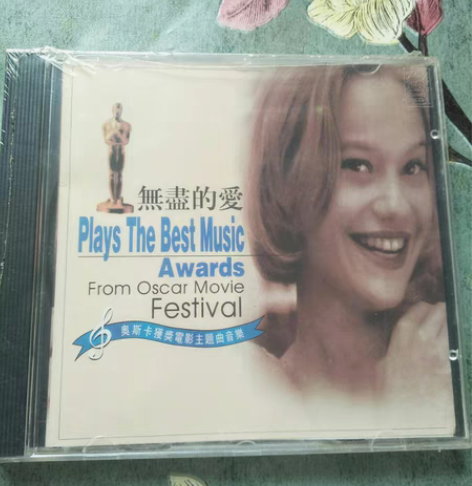 無盡的愛
Plays The Best Music
Awards
From Oscar Movie
Festival
奧斯卡獲獎電影主題曲音樂